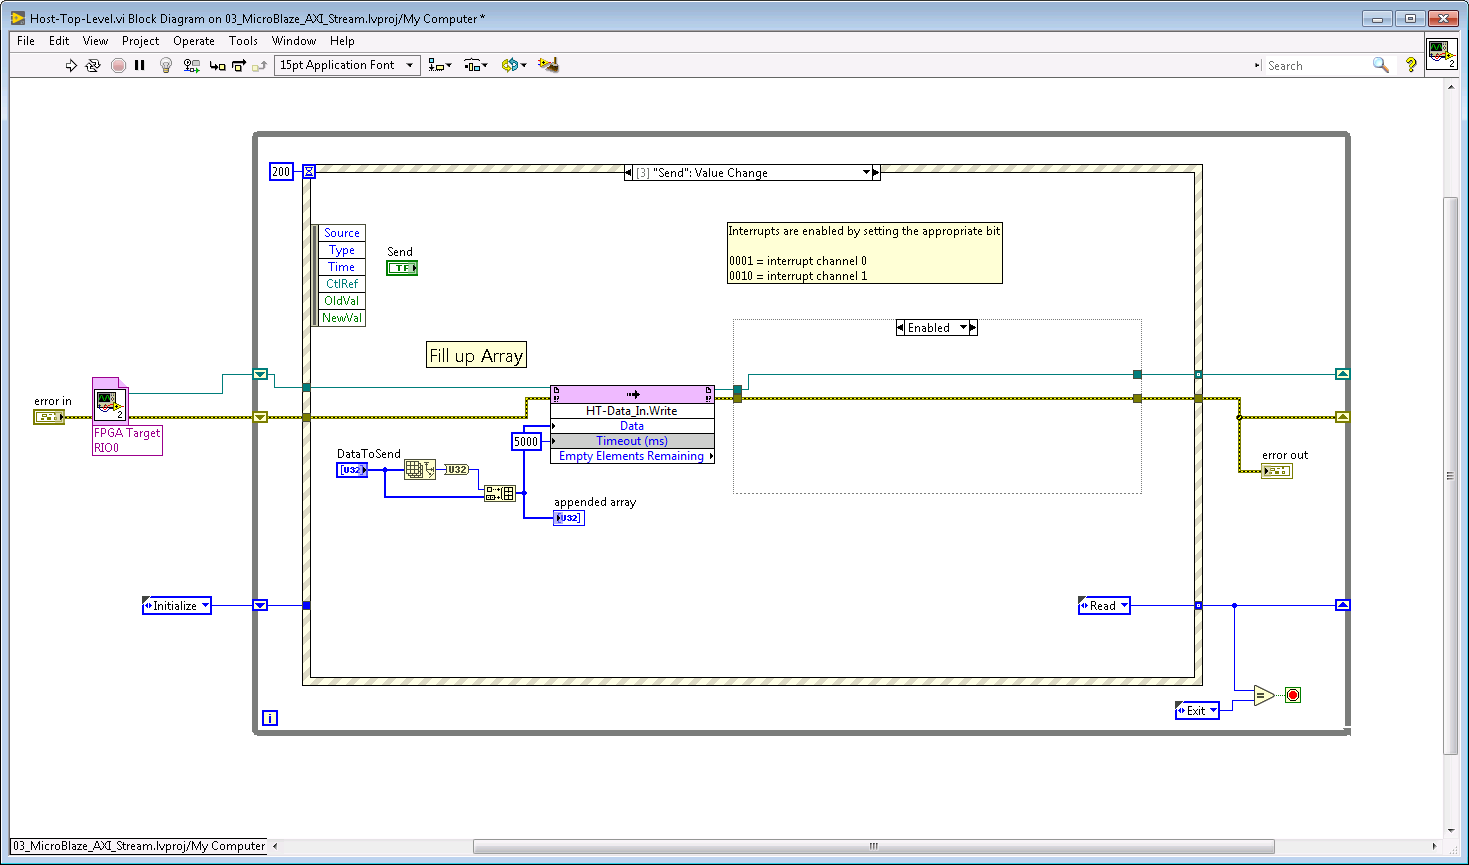 Host-Top-Level.vi Block Diagram on 03_MicroBlaze_AXI_Stream.lvproj/My Computer *
File Edit View Project Operate Tools Window Help
15pt Application Font
Search
?
2
200
[3] "Send": Value Change
Source
Type
Time
CtlRef
OldVal
NewVal
Send
TF
Interrupts are enabled by setting the appropriate bit
0001 = interrupt channel 0
0010 = interrupt channel 1
Enabled
Fill up Array
error in
2
FPGA Target
RIO0
HT-Data_In.Write
Data
5000
Timeout (ms)
Empty Elements Remaining
DataToSend
[U32]
U32
appended array
[U32]
error out
Initialize
Read
=
Exit
i
03_MicroBlaze_AXI_Stream.lvproj/My Computer